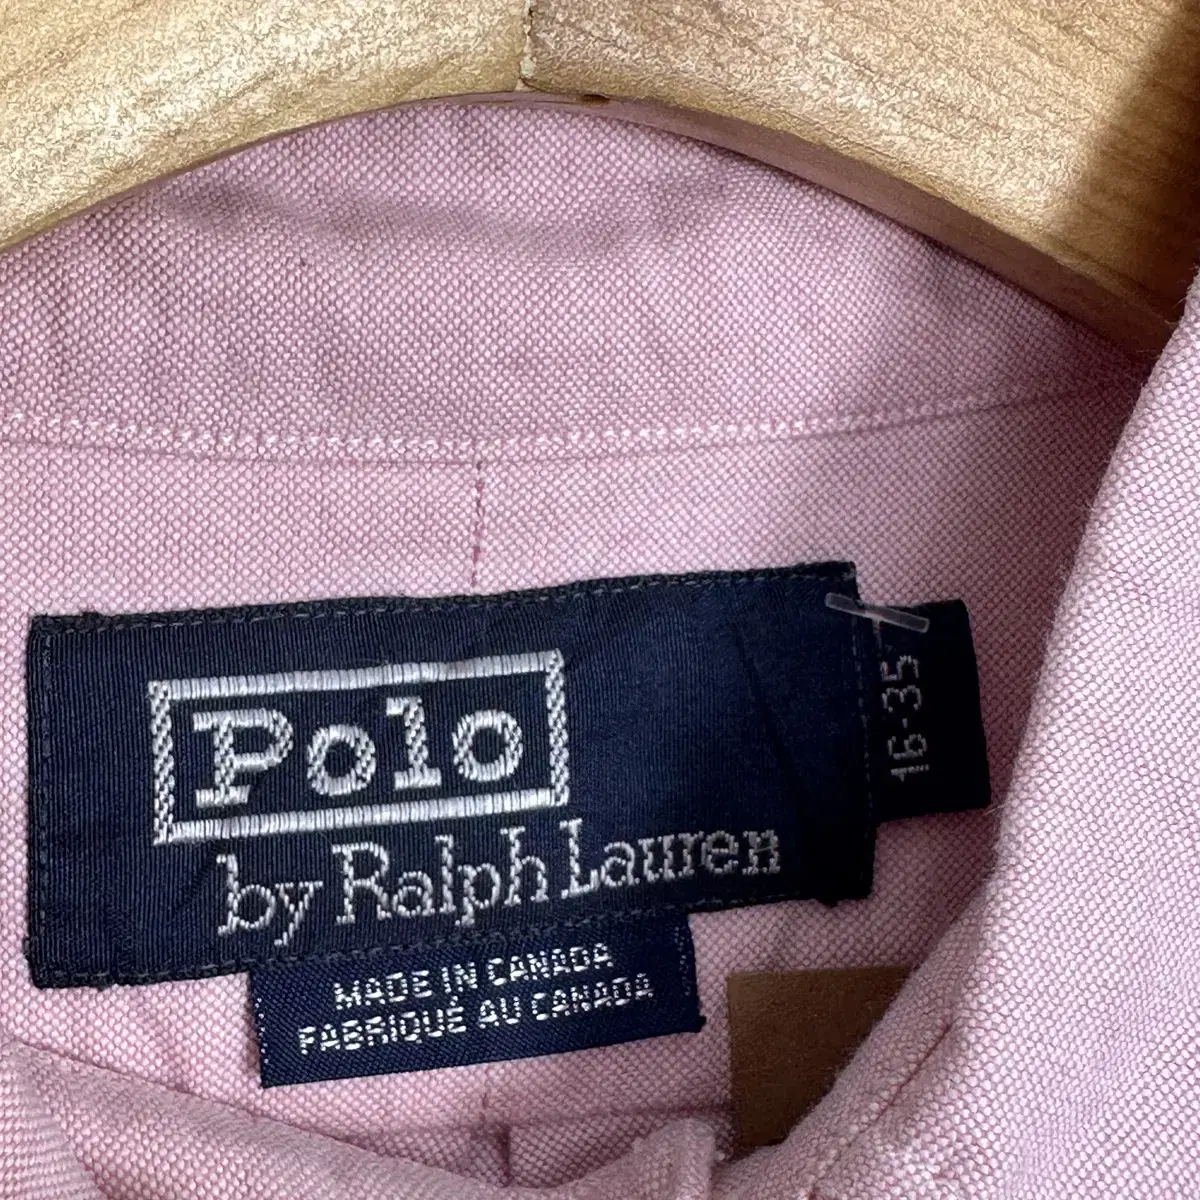 Polo
by Ralph Lauren
16-35
MADE IN CANADA
FABRIQUÉ AU CANADA